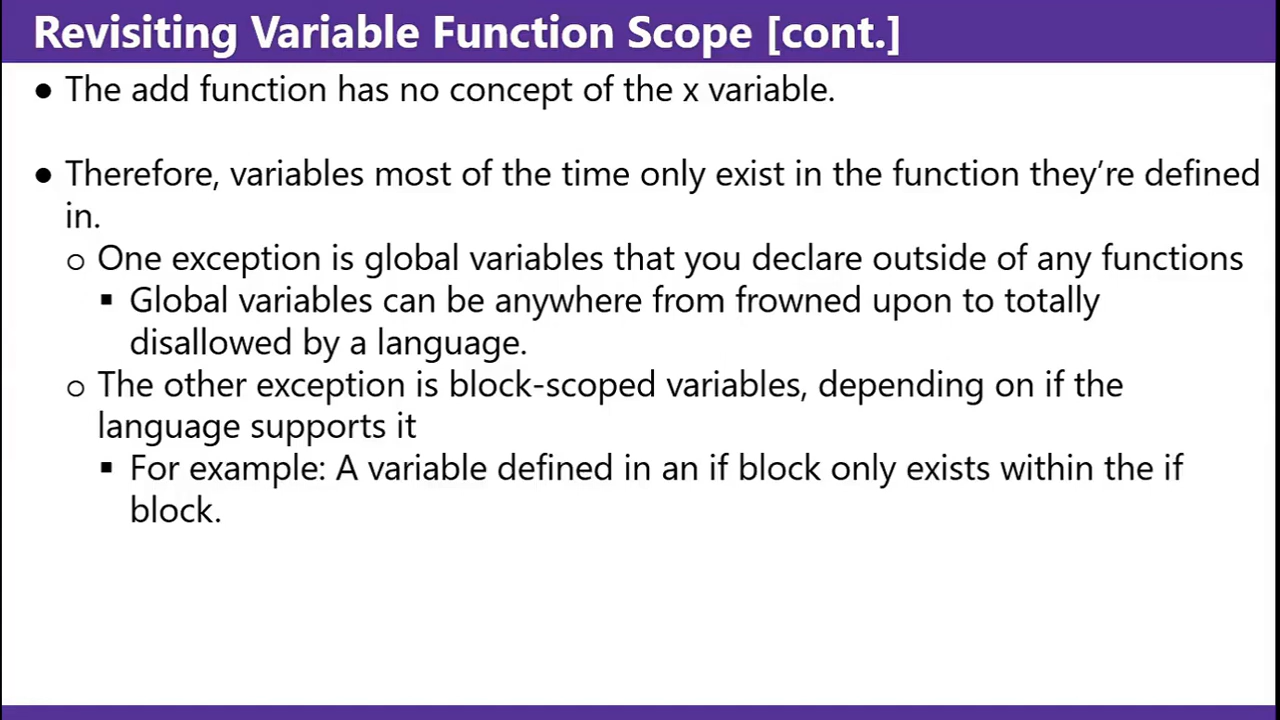 Revisiting Variable Function Scope [cont.]
● The add function has no concept of the x variable.
● Therefore, variables most of the time only exist in the function they’re defined
in.
○ One exception is global variables that you declare outside of any functions
▪ Global variables can be anywhere from frowned upon to totally
disallowed by a language.
○ The other exception is block-scoped variables, depending on if the
language supports it
▪ For example: A variable defined in an if block only exists within the if
block.